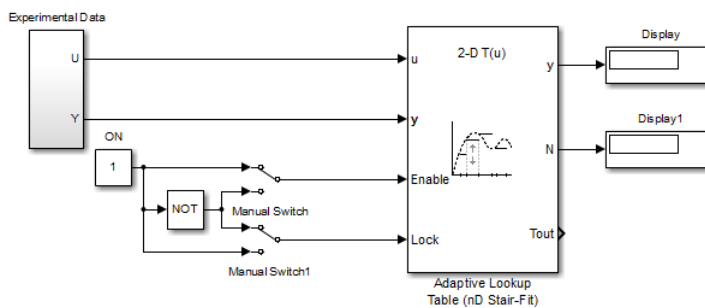 Experimental Data
U
Y
ON
1
NOT
Manual Switch
Manual Switch1
2-D T(u)
u
y
Enable
Lock
y
N
Tout
Adaptive Lookup
Table (nD Stair-Fit)
Display
Display1